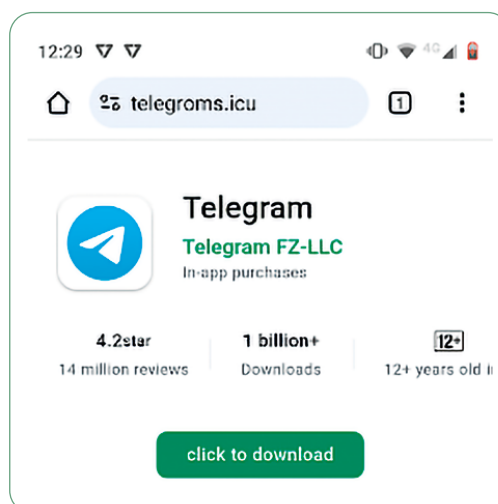 12:29 4G
telegroms.icu 1
Telegram
Telegram FZ-LLC
In-app purchases
4.2star 1 billion+ 12+
14 million reviews Downloads 12+ years old i
click to download